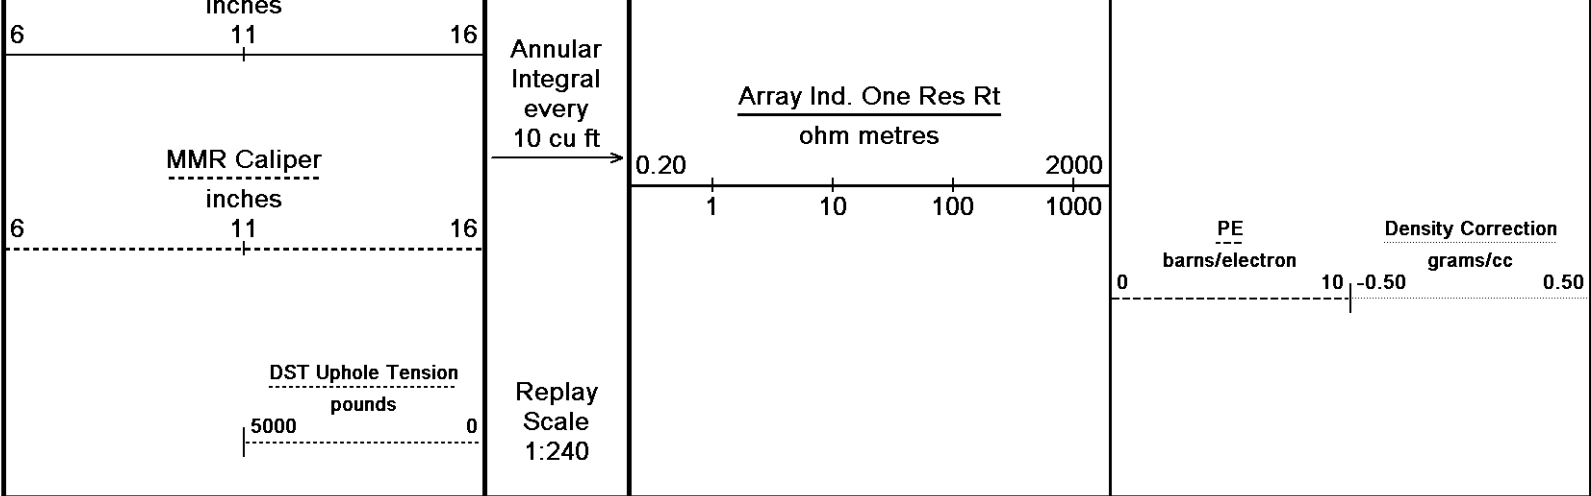 inches
6 11 16
MMR Caliper
inches
6 11 16
DST Uphole Tension
pounds
5000 0
Annular
Integral
every
10 cu ft
Replay
Scale
1:240
Array Ind. One Res Rt
ohm metres
0.20 2000
1 10 100 1000
PE
barns/electron
0 10
Density Correction
grams/cc
-0.50 0.50